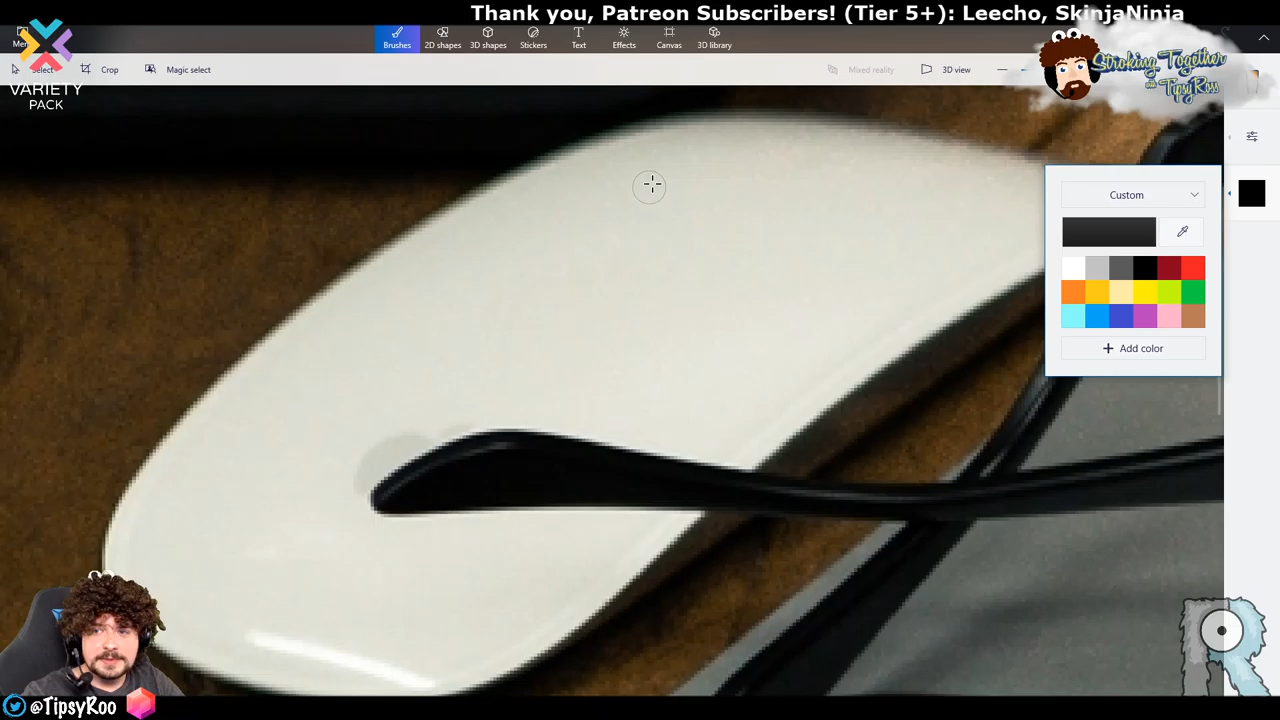 Thank you, Patreon Subscribers! (Tier 5+): Leecho, SkinjaNinja
Brushes
2D shapes
3D shapes
Stickers
Text
Effects
Canvas
3D library
Select
Crop
Magic select
Mixed reality
3D view
VARIETY
PACK
Stroking Together
with TipsyRoss
Custom
Add color
@TipsyRoo